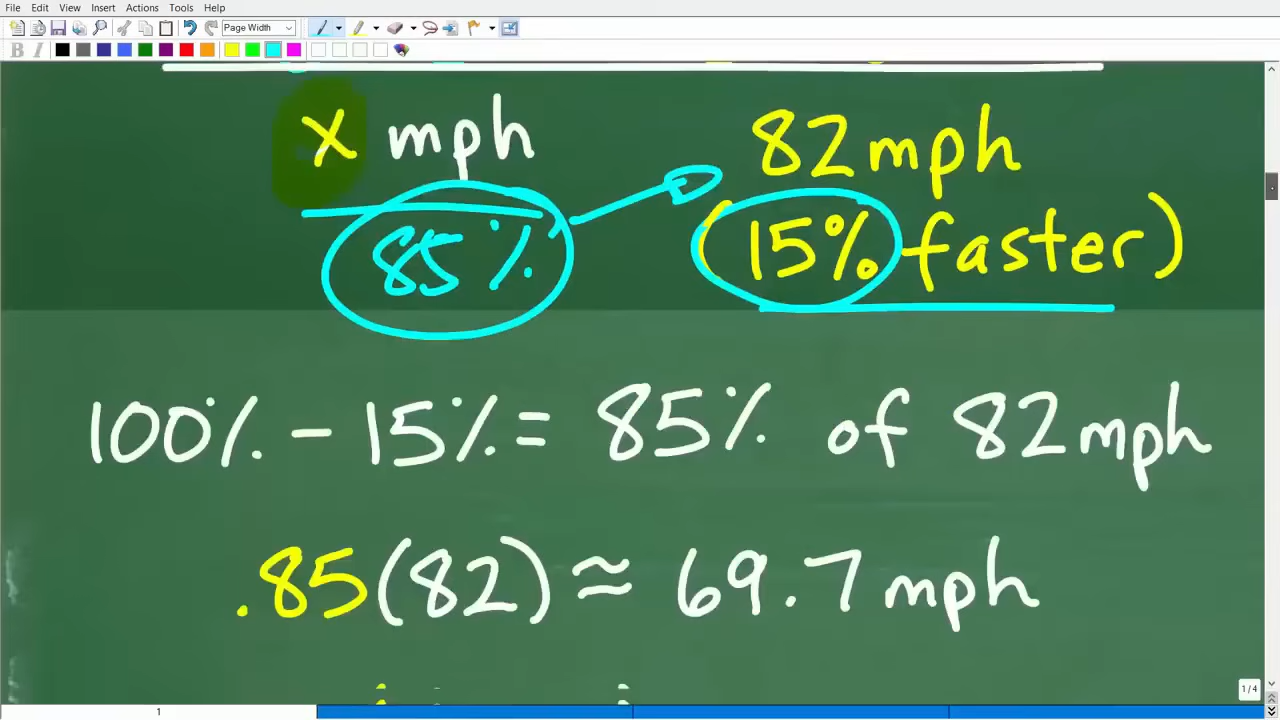 File Edit View Insert Actions Tools Help
Page Width
B I
x mph 82 mph
85% (15% faster)
100% - 15% = 85% of 82 mph
.85(82) ≈ 69.7 mph
1/4
1